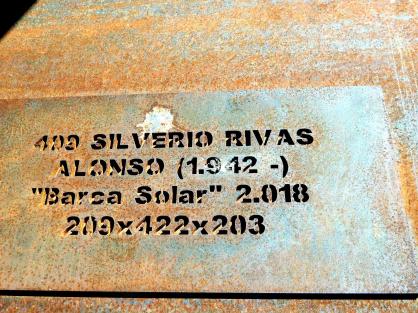 409 SILVERIO RIVAS
ALONSO (1.942 -)
"Barca Solar" 2.018
209x422x203